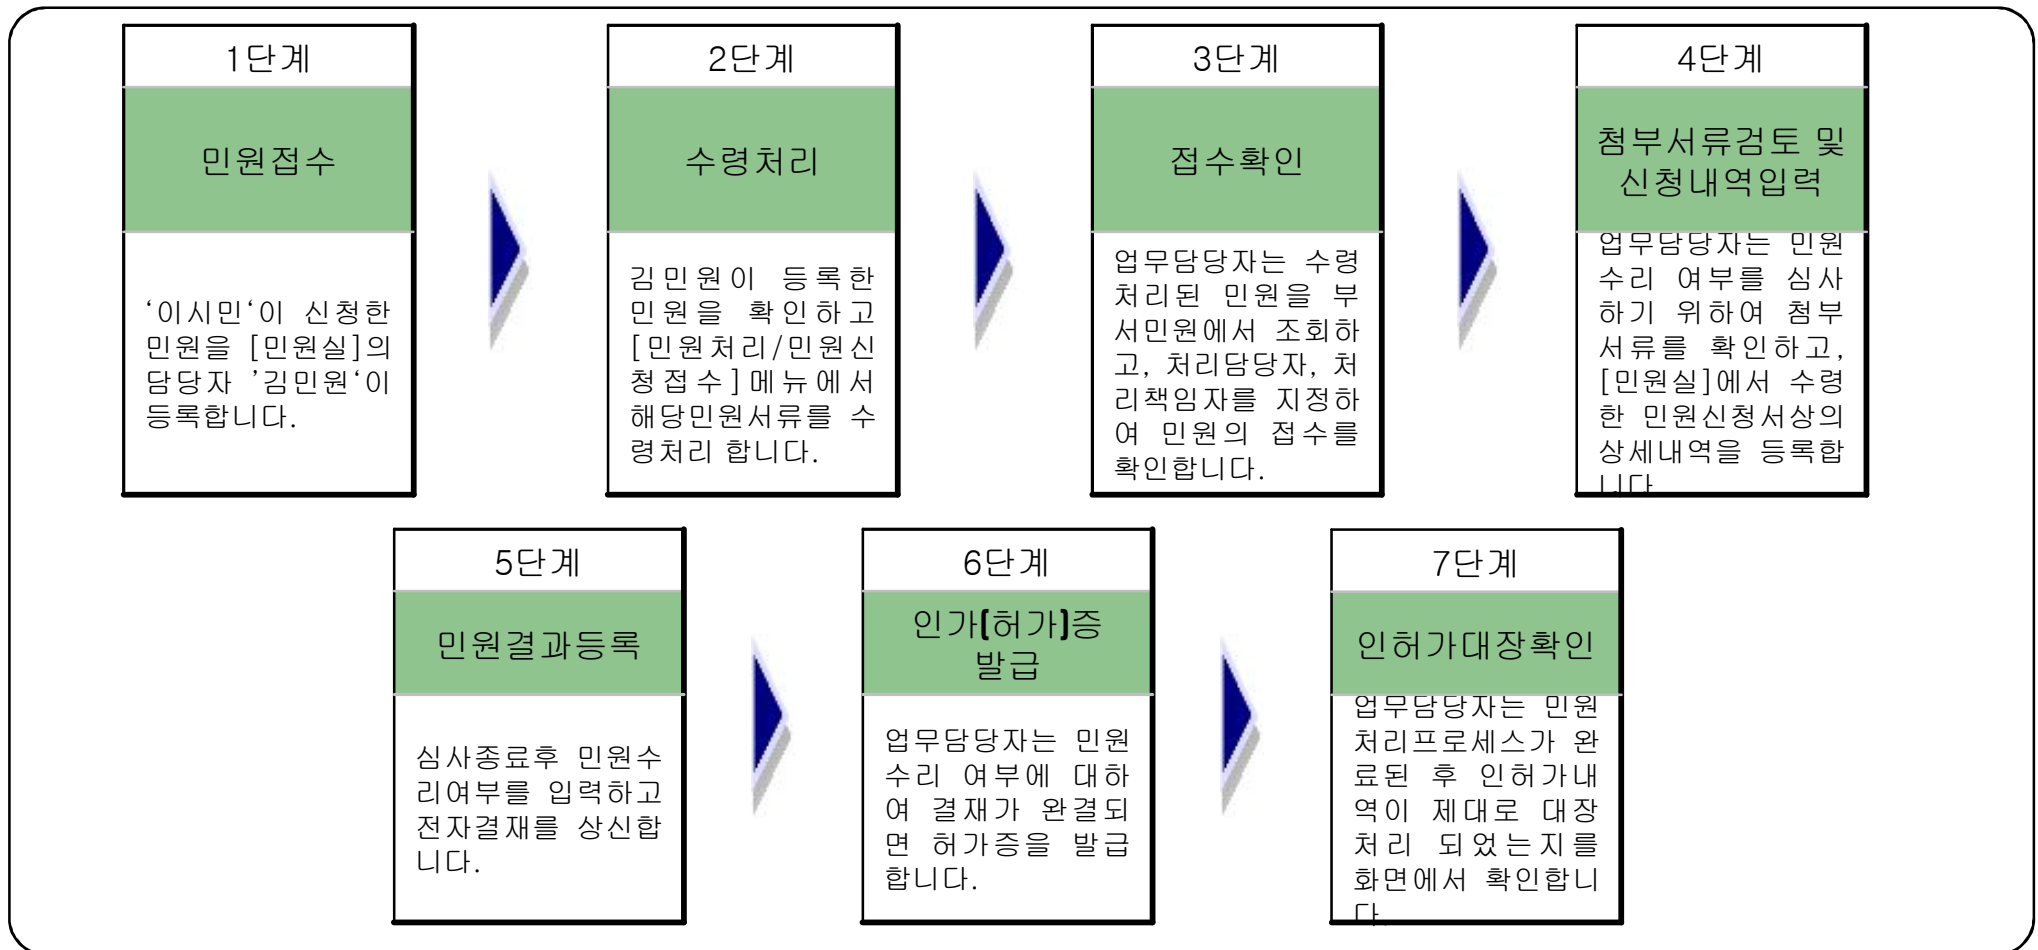 1단계
민원접수
‘이시민‘이 신청한
민원을 [민원실]의
담당자 ’김민원‘이
등록합니다.
2단계
수령처리
김민원이 등록한
민원을 확인하고
[민원처리/민원신
청접수]메뉴에서
해당민원서류를 수
령처리 합니다.
3단계
접수확인
업무담당자는 수령
처리된 민원을 부
서민원에서 조회하
고, 처리담당자, 처
리책임자를 지정하
여 민원의 접수를
확인합니다.
4단계
첨부서류검토 및
신청내역입력
업무담당자는 민원
수리 여부를 심사
하기 위하여 첨부
서류를 확인하고,
[민원실]에서 수령
한 민원신청서상의
상세내역을 등록합
니다.
5단계
민원결과등록
심사종료후 민원수
리여부를 입력하고
전자결재를 상신합
니다.
6단계
인가(허가)증
발급
업무담당자는 민원
수리 여부에 대하
여 결재가 완결되
면 허가증을 발급
합니다.
7단계
인허가대장확인
업무담당자는 민원
처리프로세스가 완
료된 후 인허가내
역이 제대로 대장
처리 되었는지를
화면에서 확인합니
다.